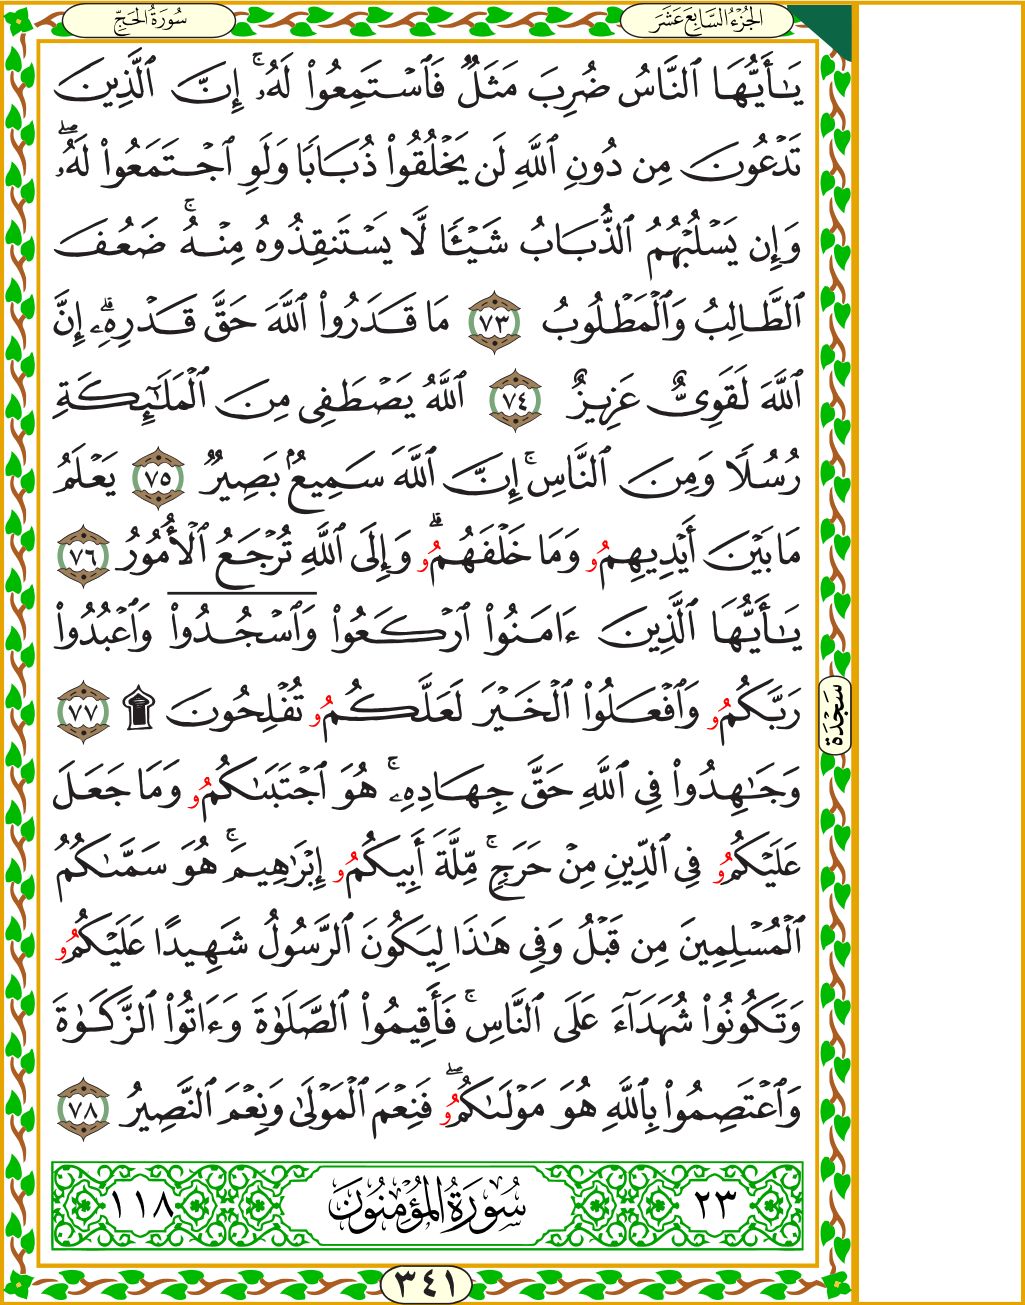 الجُزْءُ السَّابِعَ عَشَرَ
سُورَةُ الحَجِّ
يَـٰٓأَيُّهَا ٱلنَّاسُ ضُرِبَ مَثَلٌ فَٱسْتَمِعُوا۟ لَهُۥٓ ۚ إِنَّ ٱلَّذِينَ
تَدْعُونَ مِن دُونِ ٱللَّهِ لَن يَخْلُقُوا۟ ذُبَابًا وَلَوِ ٱجْتَمَعُوا۟ لَهُۥ ۖ
وَإِن يَسْلُبْهُمُ ٱلذُّبَابُ شَيْـًٔا لَّا يَسْتَنقِذُوهُ مِنْهُ ۚ ضَعُفَ
ٱلطَّالِبُ وَٱلْمَطْلُوبُ ٧٣ مَا قَدَرُوا۟ ٱللَّهَ حَقَّ قَدْرِهِۦٓ ۗ إِنَّ
ٱللَّهَ لَقَوِىٌّ عَزِيزٌ ٧٤ ٱللَّهُ يَصْطَفِى مِنَ ٱلْمَلَـٰٓئِكَةِ
رُسُلًا وَمِنَ ٱلنَّاسِ ۚ إِنَّ ٱللَّهَ سَمِيعٌۢ بَصِيرٌ ٧٥ يَعْلَمُ
مَا بَيْنَ أَيْدِيهِمُۥ وَمَا خَلْفَهُمُۥ ۗ وَإِلَى ٱللَّهِ تُرْجَعُ ٱلْأُمُورُ ٧٦
يَـٰٓأَيُّهَا ٱلَّذِينَ ءَامَنُوا۟ ٱرْكَعُوا۟ وَٱسْجُدُوا۟ وَٱعْبُدُوا۟
رَبَّكُمُۥ وَٱفْعَلُوا۟ ٱلْخَيْرَ لَعَلَّكُمُۥ تُفْلِحُونَ ۩ ٧٧
وَجَـٰهِدُوا۟ فِى ٱللَّهِ حَقَّ جِهَادِهِۦ ۚ هُوَ ٱجْتَبَىٰكُمُۥ وَمَا جَعَلَ
عَلَيْكُمُۥ فِى ٱلدِّينِ مِنْ حَرَجٍ ۚ مِّلَّةَ أَبِيكُمُۥ إِبْرَٰهِيمَ ۚ هُوَ سَمَّىٰكُمُ
ٱلْمُسْلِمِينَ مِن قَبْلُ وَفِى هَـٰذَا لِيَكُونَ ٱلرَّسُولُ شَهِيدًا عَلَيْكُمُۥ
وَتَكُونُوا۟ شُهَدَآءَ عَلَى ٱلنَّاسِ ۚ فَأَقِيمُوا۟ ٱلصَّلَوٰةَ وَءَاتُوا۟ ٱلزَّكَوٰةَ
وَٱعْتَصِمُوا۟ بِٱللَّهِ هُوَ مَوْلَىٰكُمُۥ ۖ فَنِعْمَ ٱلْمَوْلَىٰ وَنِعْمَ ٱلنَّصِيرُ ٧٨
سَجْدَة
٢٣ سُورَةُ المُؤْمِنُونَ ١١٨
٣٤١